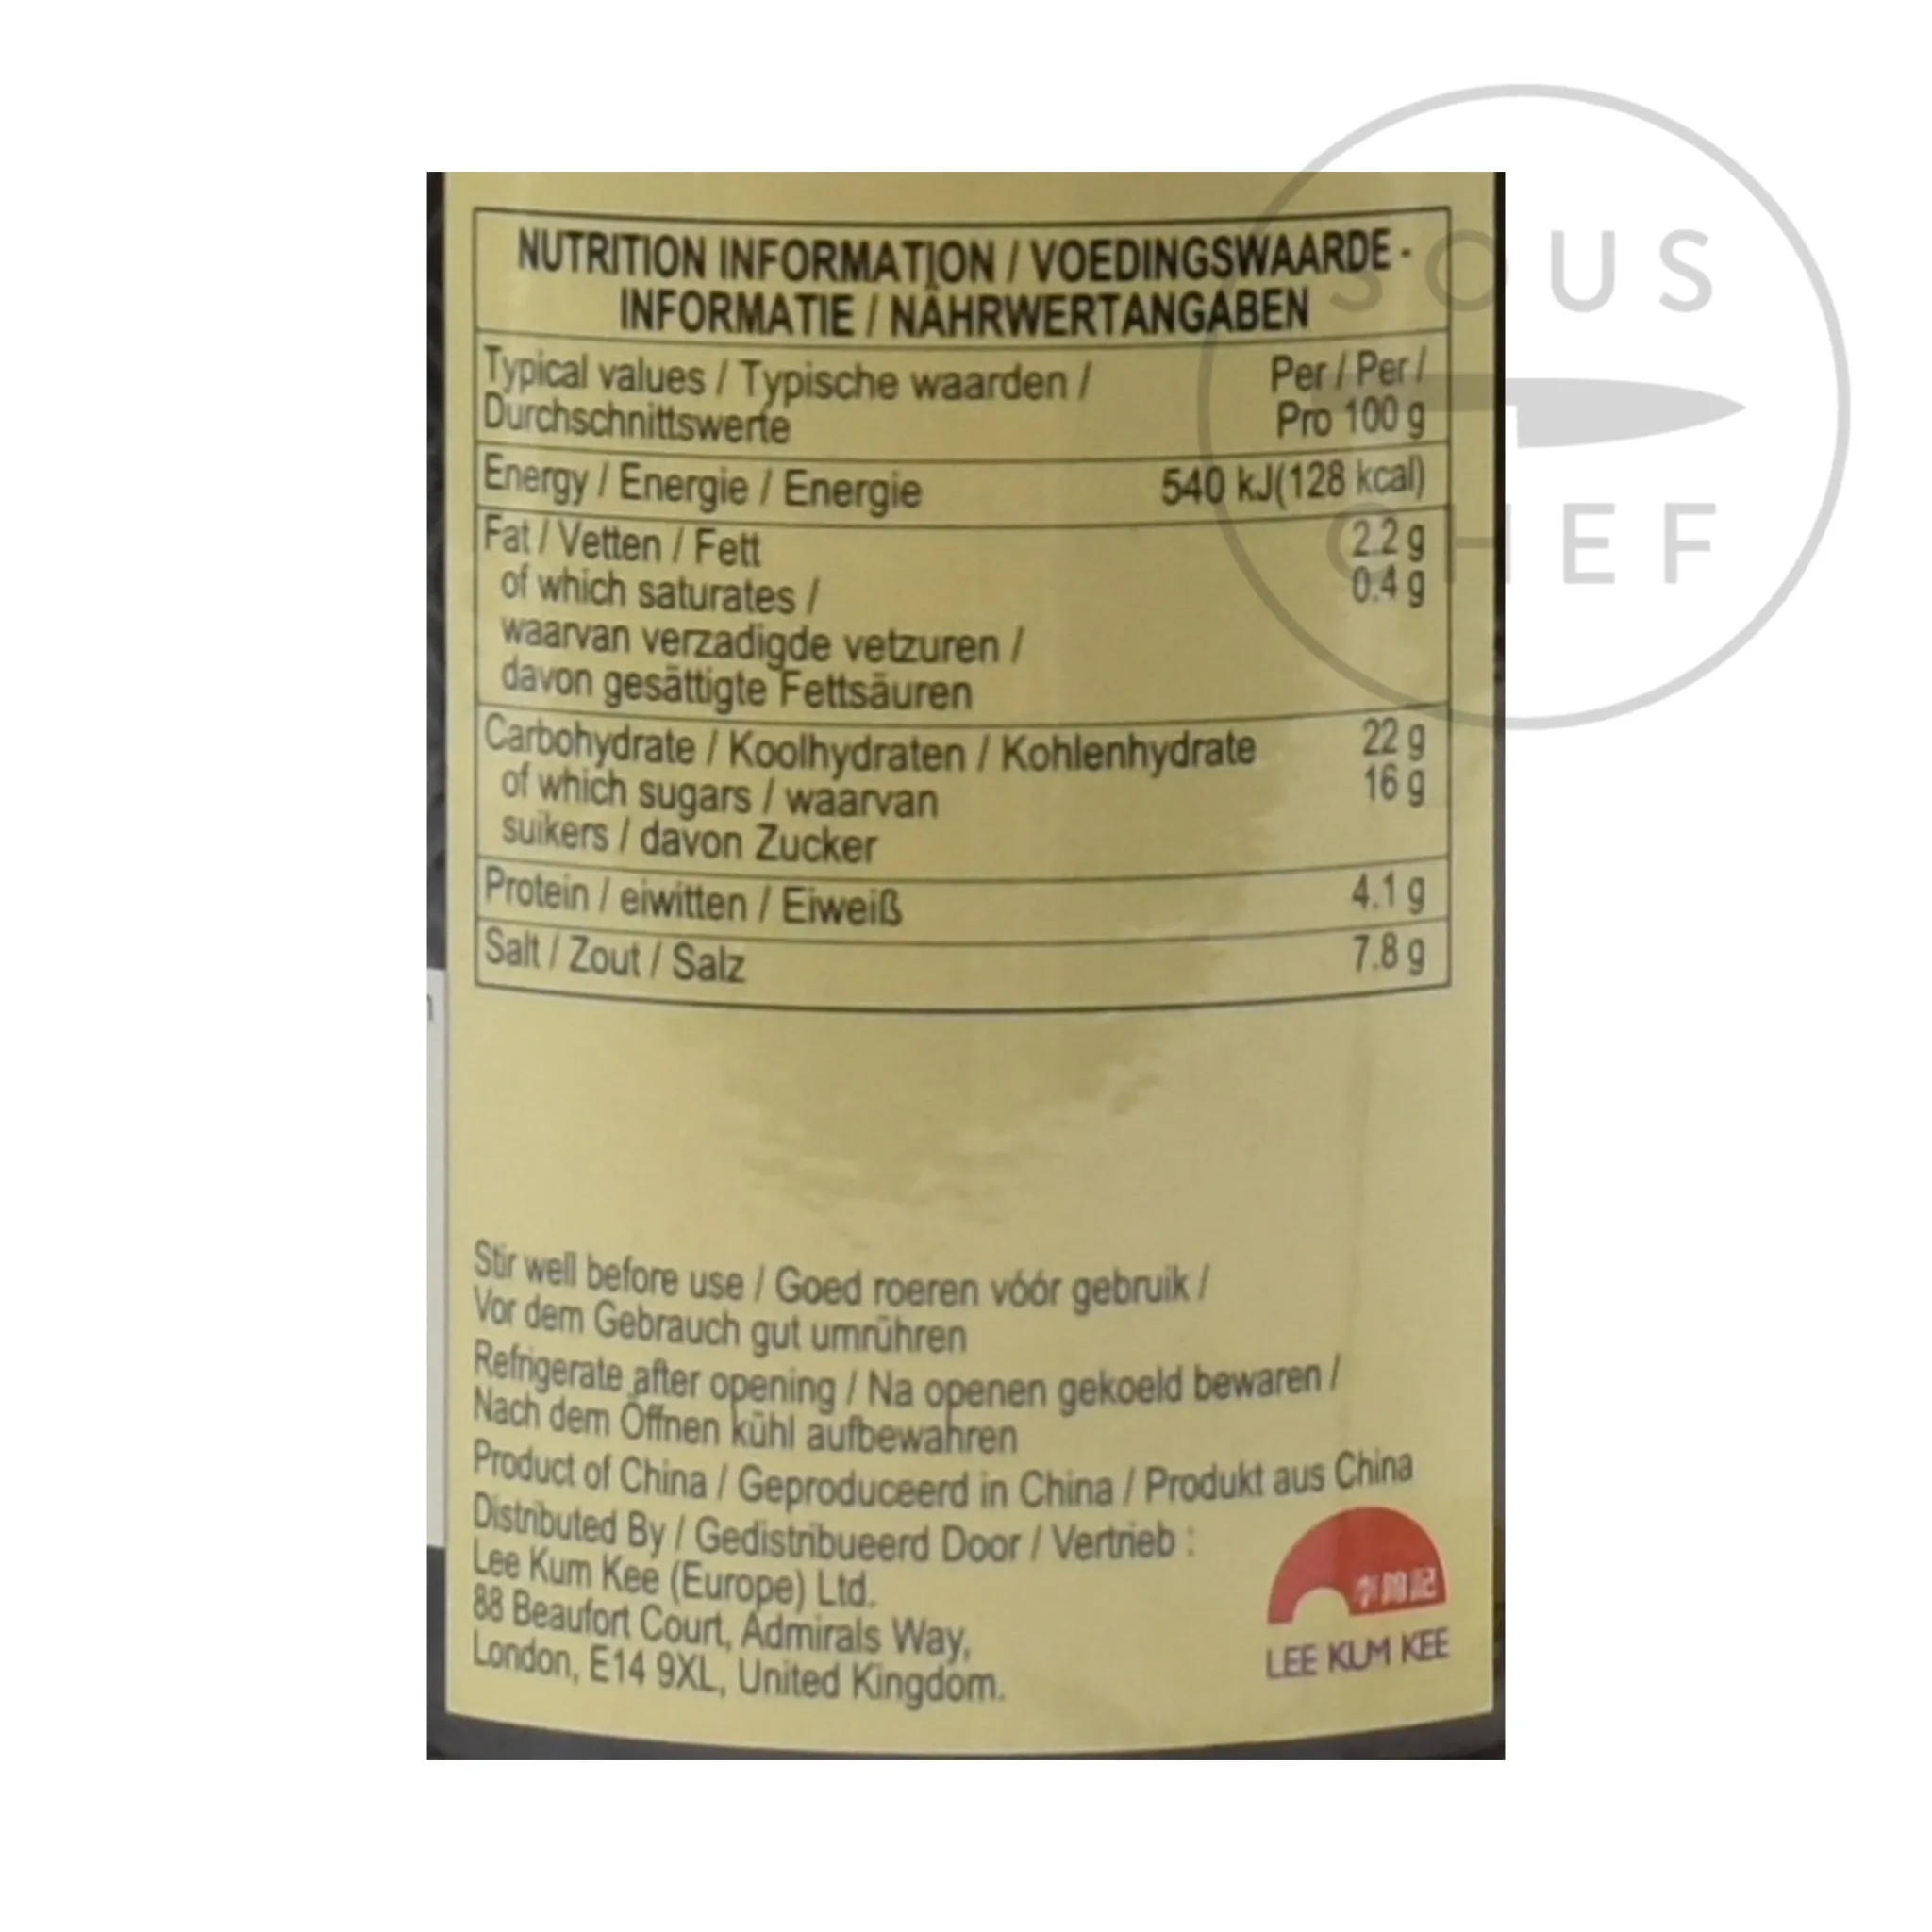 NUTRITION INFORMATION / VOEDINGSWAARDE -
INFORMATIE / NÄHRWERTANGABEN
Typical values / Typische waarden /
Durchschnittswerte
Per / Per /
Pro 100 g
Energy / Energie / Energie 540 kJ(128 kcal)
Fat / Vetten / Fett 2.2 g
of which saturates / 0.4 g
waarvan verzadigde vetzuren /
davon gesättigte Fettsäuren
Carbohydrate / Koolhydraten / Kohlenhydrate 22 g
of which sugars / waarvan 16 g
suikers / davon Zucker
Protein / eiwitten / Eiweiß 4.1 g
Salt / Zout / Salz 7.8 g
Stir well before use / Goed roeren vóór gebruik /
Vor dem Gebrauch gut umrühren
Refrigerate after opening / Na openen gekoeld bewaren /
Nach dem Öffnen kühl aufbewahren
Product of China / Geproduceerd in China / Produkt aus China
Distributed By / Gedistribueerd Door / Vertrieb :
Lee Kum Kee (Europe) Ltd.
88 Beaufort Court, Admirals Way,
London, E14 9XL, United Kingdom.
李錦記
LEE KUM KEE
SOUS
CHEF